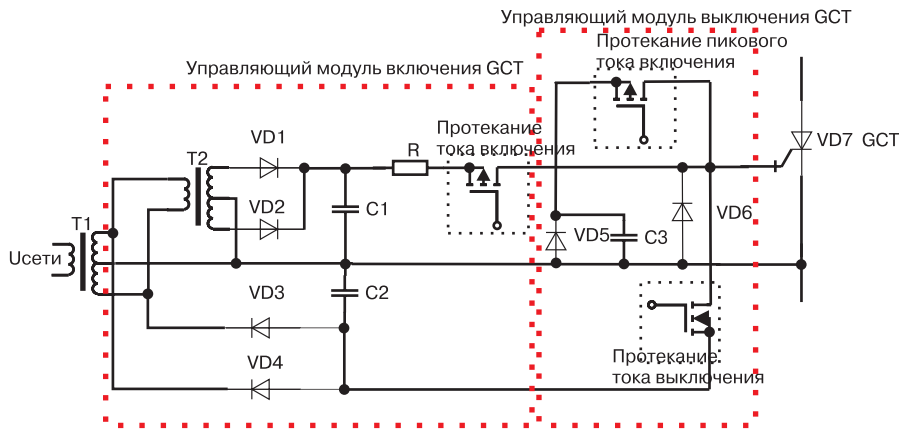 Управляющий модуль выключения GCT
Протекание пикового
тока включения
Управляющий модуль включения GCT
Протекание
тока включения
VD1
T2
R
VD7 GCT
VD2
C1
VD6
T1
VD5
C3
Uсети
VD3
C2
VD4
Протекание
тока выключения